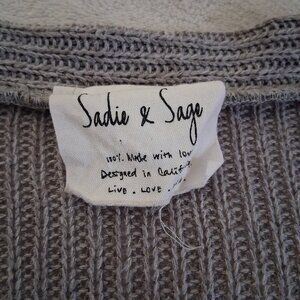 Sadie & Sage
100% Made with
Designed in
Live . Love .